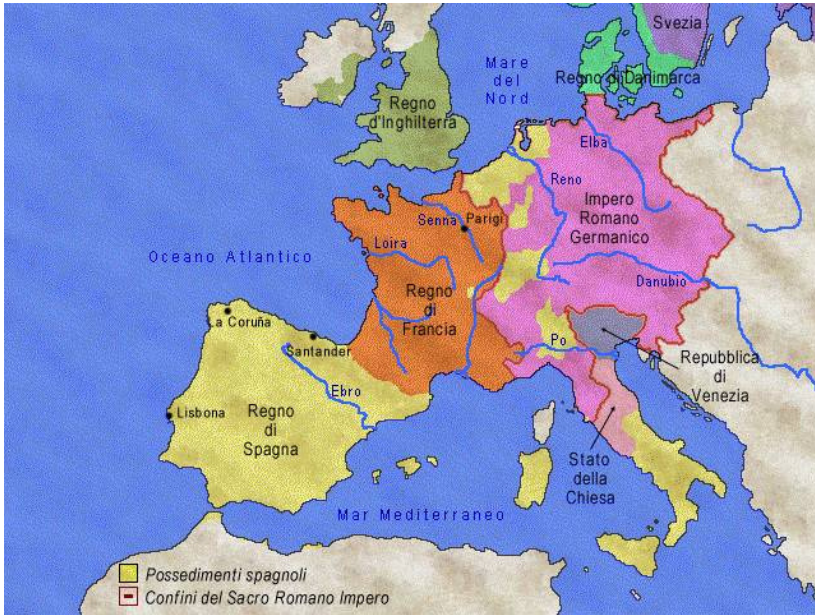 Svezia
Mare
del
Nord
Regno di Danimarca
Regno
d'Inghilterra
Elba
Reno
Impero
Romano
Germanico
Senna
Parigi
Loira
Oceano Atlantico
Danubio
Regno
di
Francia
La Coruña
Santander
Po
Repubblica
di
Venezia
Ebro
Lisbona
Regno
di
Spagna
Stato
della
Chiesa
Mar Mediterraneo
Possedimenti spagnoli
Confini del Sacro Romano Impero